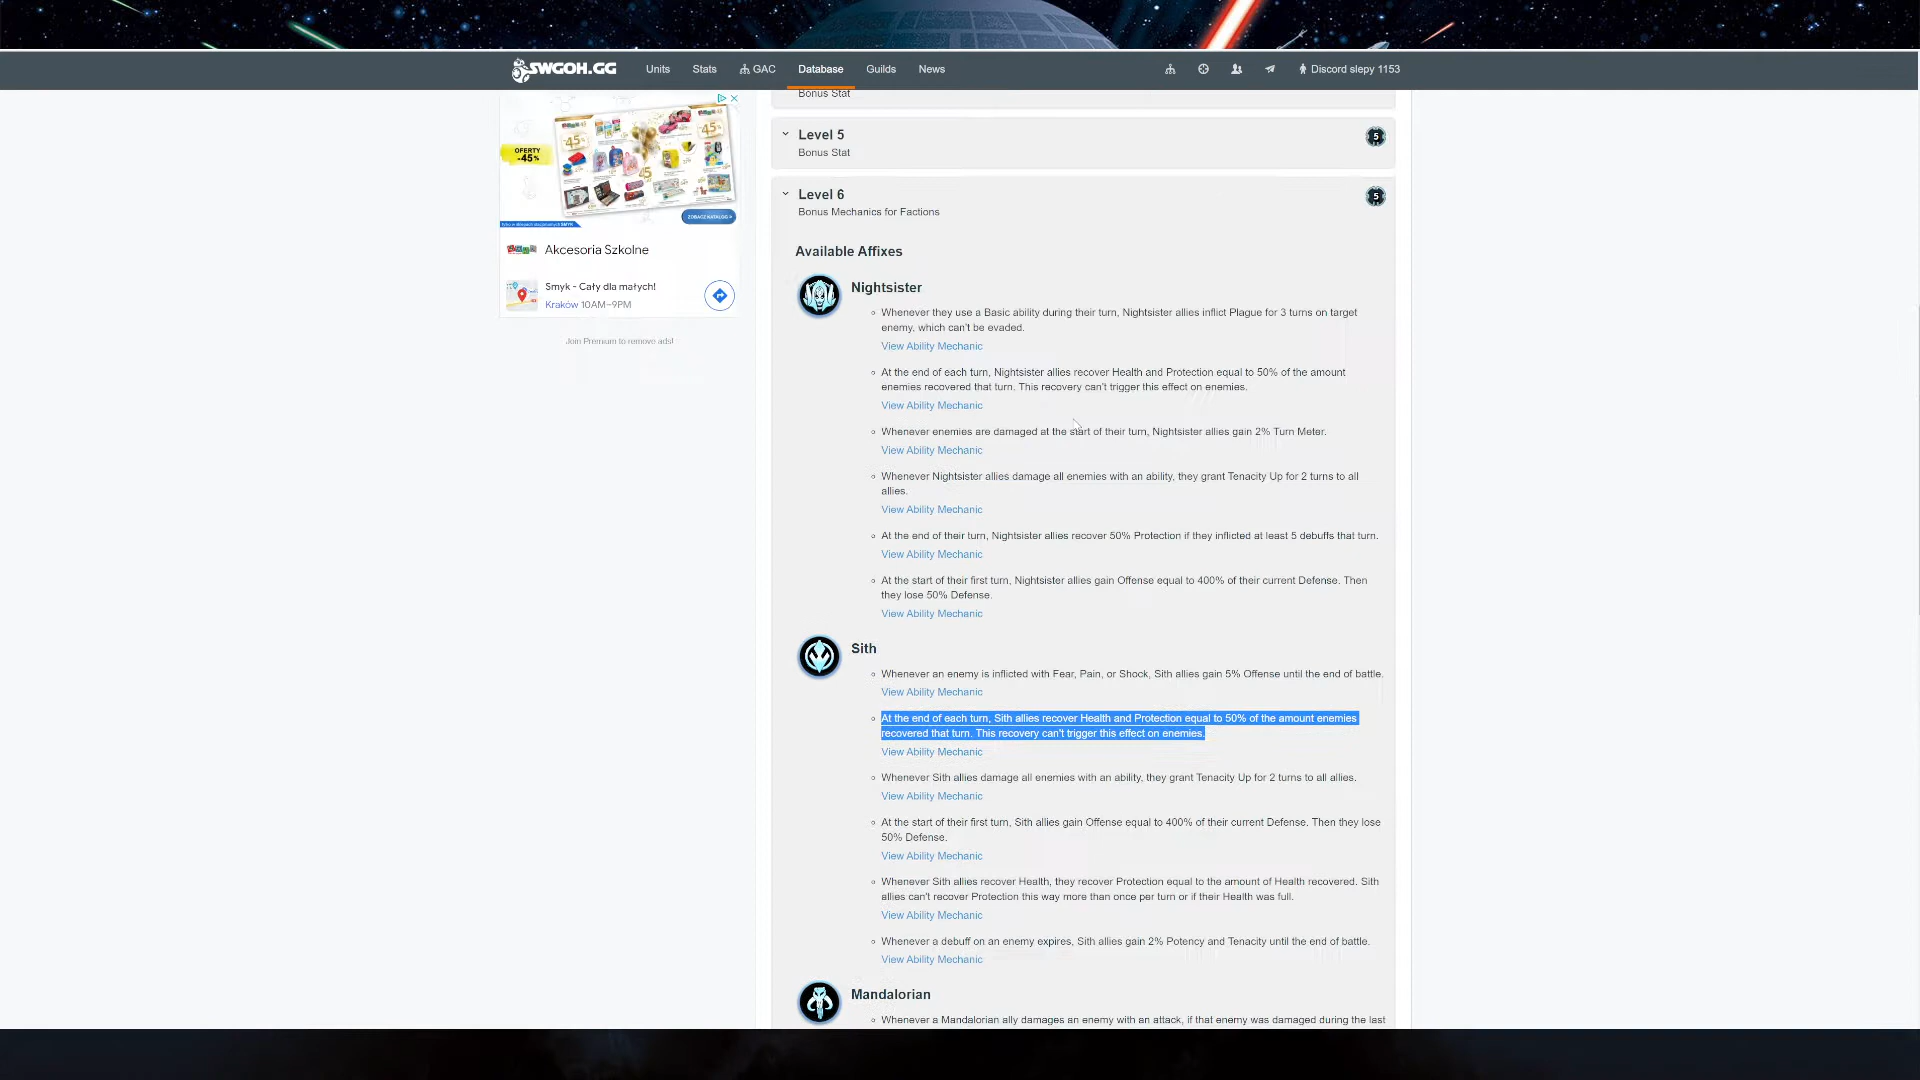 SWGOH.GG
Units
Stats
GAC
Database
Guilds
News
Discord slepy 1153
OFERTY
-45%
ZOBACZ KATALOG >
Akcesoria Szkolne
Smyk - Cały dla małych!
Kraków 10AM–9PM
Join Premium to remove ads!
Bonus Stat
Level 5
Bonus Stat
5
Level 6
Bonus Mechanics for Factions
5
Available Affixes
Nightsister
Whenever they use a Basic ability during their turn, Nightsister allies inflict Plague for 3 turns on target
enemy, which can't be evaded.
View Ability Mechanic
At the end of each turn, Nightsister allies recover Health and Protection equal to 50% of the amount
enemies recovered that turn. This recovery can't trigger this effect on enemies.
View Ability Mechanic
Whenever enemies are damaged at the start of their turn, Nightsister allies gain 2% Turn Meter.
View Ability Mechanic
Whenever Nightsister allies damage all enemies with an ability, they grant Tenacity Up for 2 turns to all
allies.
View Ability Mechanic
At the end of their turn, Nightsister allies recover 50% Protection if they inflicted at least 5 debuffs that turn.
View Ability Mechanic
At the start of their first turn, Nightsister allies gain Offense equal to 400% of their current Defense. Then
they lose 50% Defense.
View Ability Mechanic
Sith
Whenever an enemy is inflicted with Fear, Pain, or Shock, Sith allies gain 5% Offense until the end of battle.
View Ability Mechanic
At the end of each turn, Sith allies recover Health and Protection equal to 50% of the amount enemies
recovered that turn. This recovery can't trigger this effect on enemies.
View Ability Mechanic
Whenever Sith allies damage all enemies with an ability, they grant Tenacity Up for 2 turns to all allies.
View Ability Mechanic
At the start of their first turn, Sith allies gain Offense equal to 400% of their current Defense. Then they lose
50% Defense.
View Ability Mechanic
Whenever Sith allies recover Health, they recover Protection equal to the amount of Health recovered. Sith
allies can't recover Protection this way more than once per turn or if their Health was full.
View Ability Mechanic
Whenever a debuff on an enemy expires, Sith allies gain 2% Potency and Tenacity until the end of battle.
View Ability Mechanic
Mandalorian
Whenever a Mandalorian ally damages an enemy with an attack, if that enemy was damaged during the last